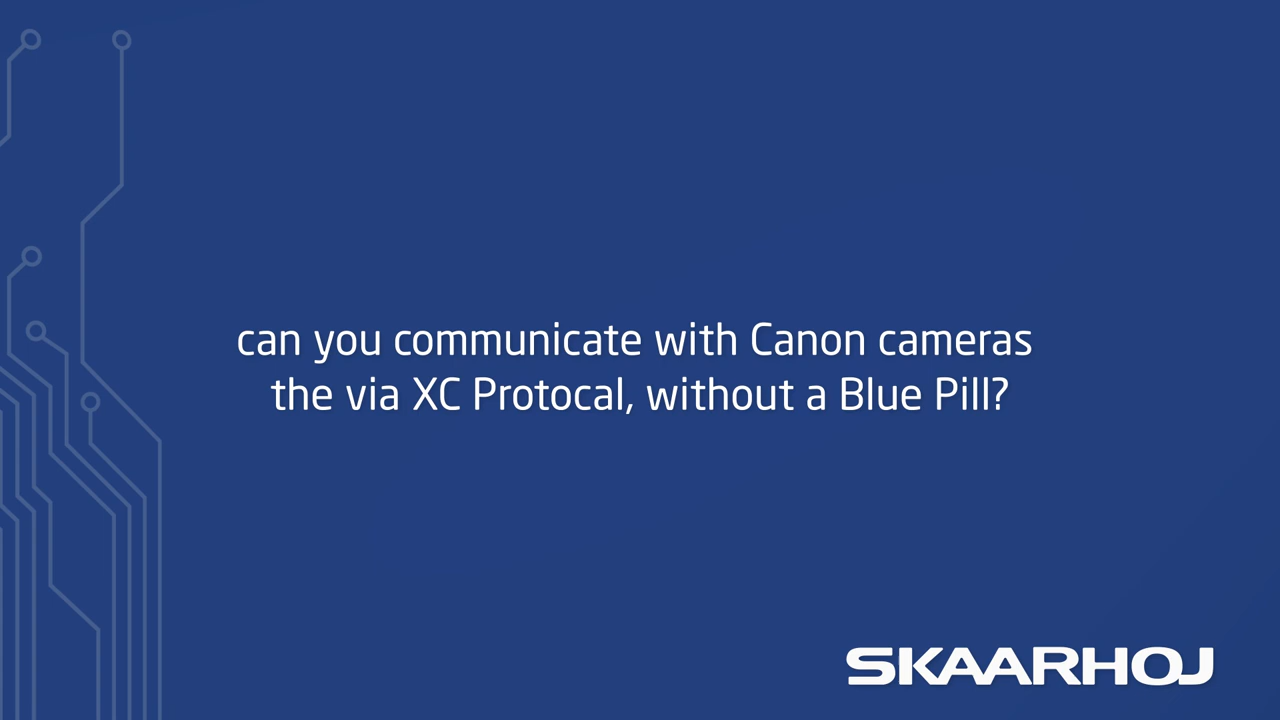 can you communicate with Canon cameras
the via XC Protocal, without a Blue Pill?
SKAARHOJ